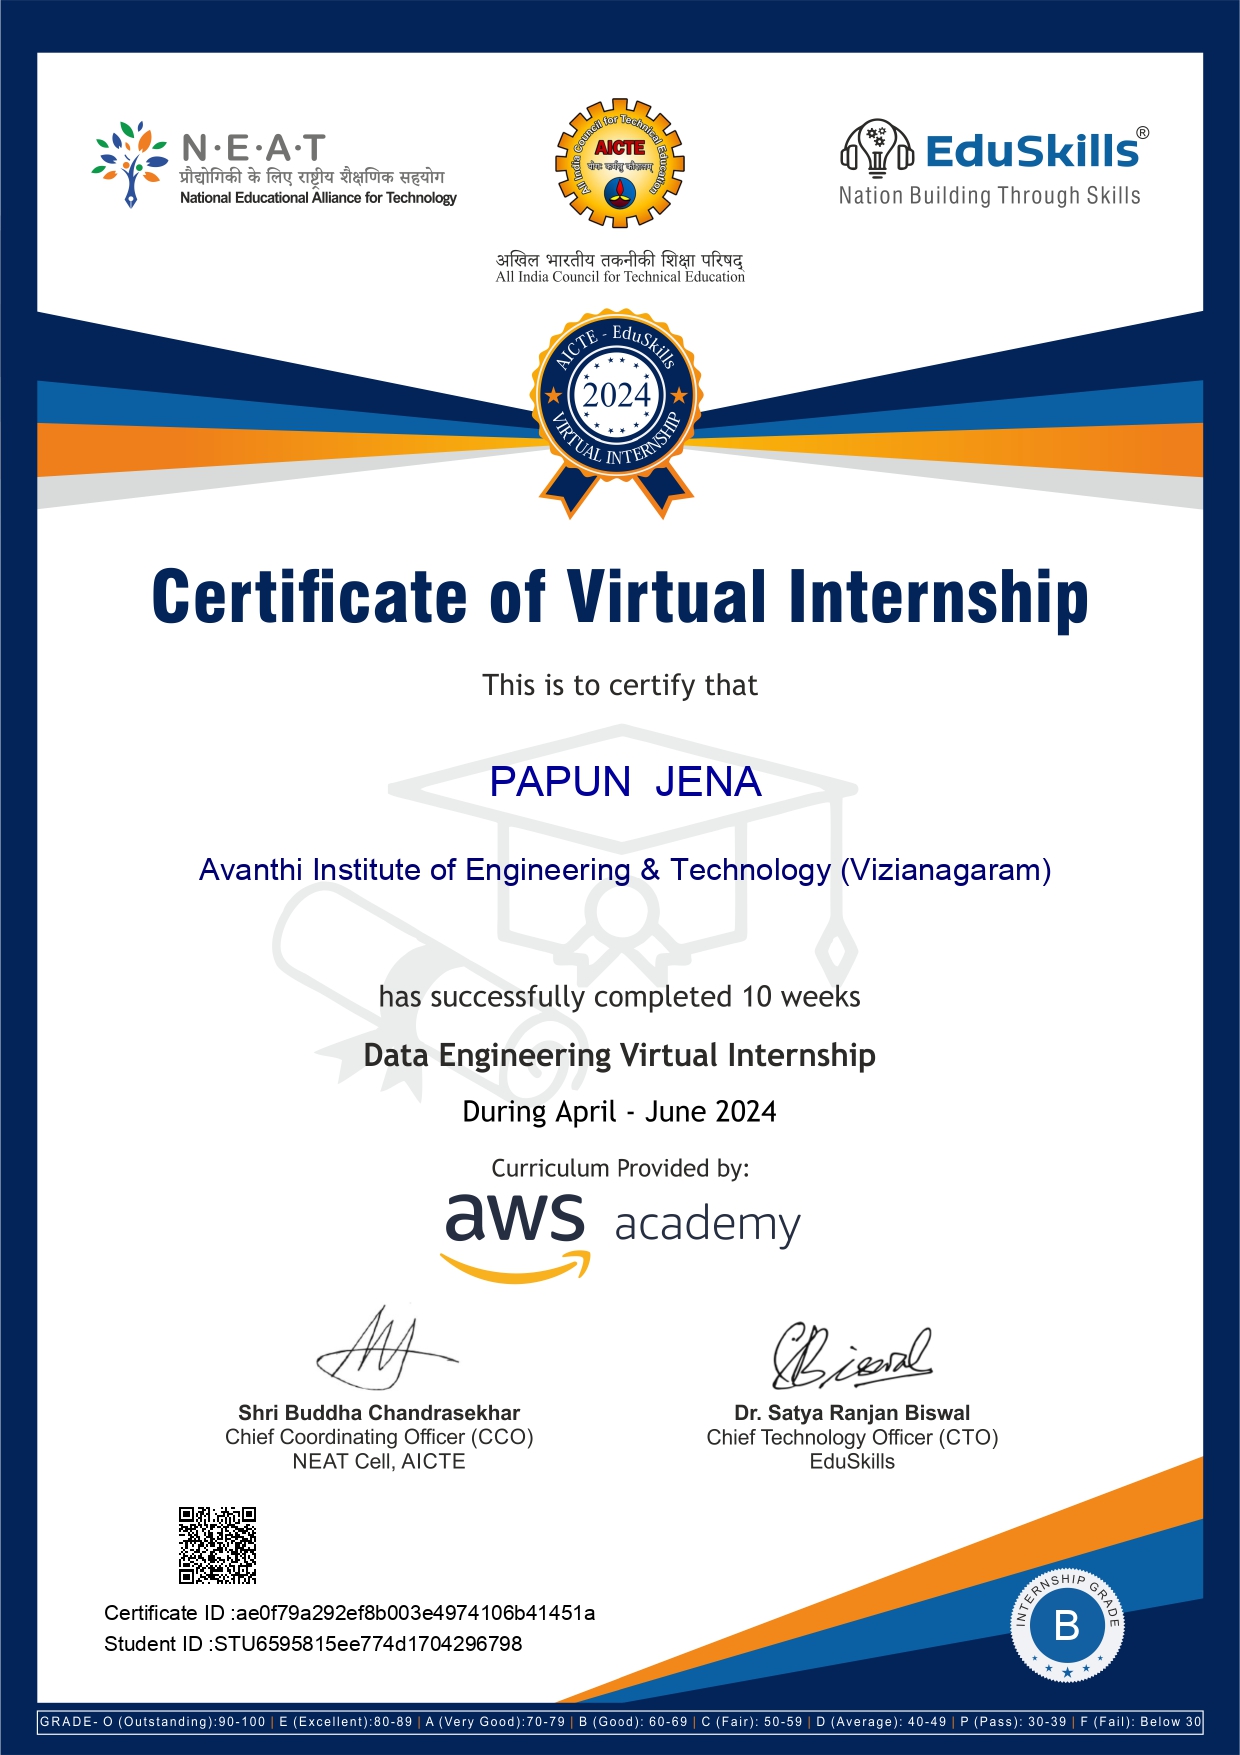 N·E·A·T
प्रौद्योगिकी के लिए राष्ट्रीय शैक्षणिक सहयोग
National Educational Alliance for Technology
All India Council for Technical Education
AICTE
योगः कर्मसु कौशलम्
EduSkills®
Nation Building Through Skills
अखिल भारतीय तकनीकी शिक्षा परिषद्
All India Council for Technical Education
AICTE - EduSkills
2024
VIRTUAL INTERNSHIP
Certificate of Virtual Internship
This is to certify that
PAPUN JENA
Avanthi Institute of Engineering & Technology (Vizianagaram)
has successfully completed 10 weeks
Data Engineering Virtual Internship
During April - June 2024
Curriculum Provided by:
aws academy
Biswal
Shri Buddha Chandrasekhar
Chief Coordinating Officer (CCO)
NEAT Cell, AICTE
Dr. Satya Ranjan Biswal
Chief Technology Officer (CTO)
EduSkills
Certificate ID :ae0f79a292ef8b003e4974106b41451a
Student ID :STU6595815ee774d1704296798
INTERNSHIP GRADE
B
GRADE- O (Outstanding):90-100 | E (Excellent):80-89 | A (Very Good):70-79 | B (Good): 60-69 | C (Fair): 50-59 | D (Average): 40-49 | P (Pass): 30-39 | F (Fail): Below 30